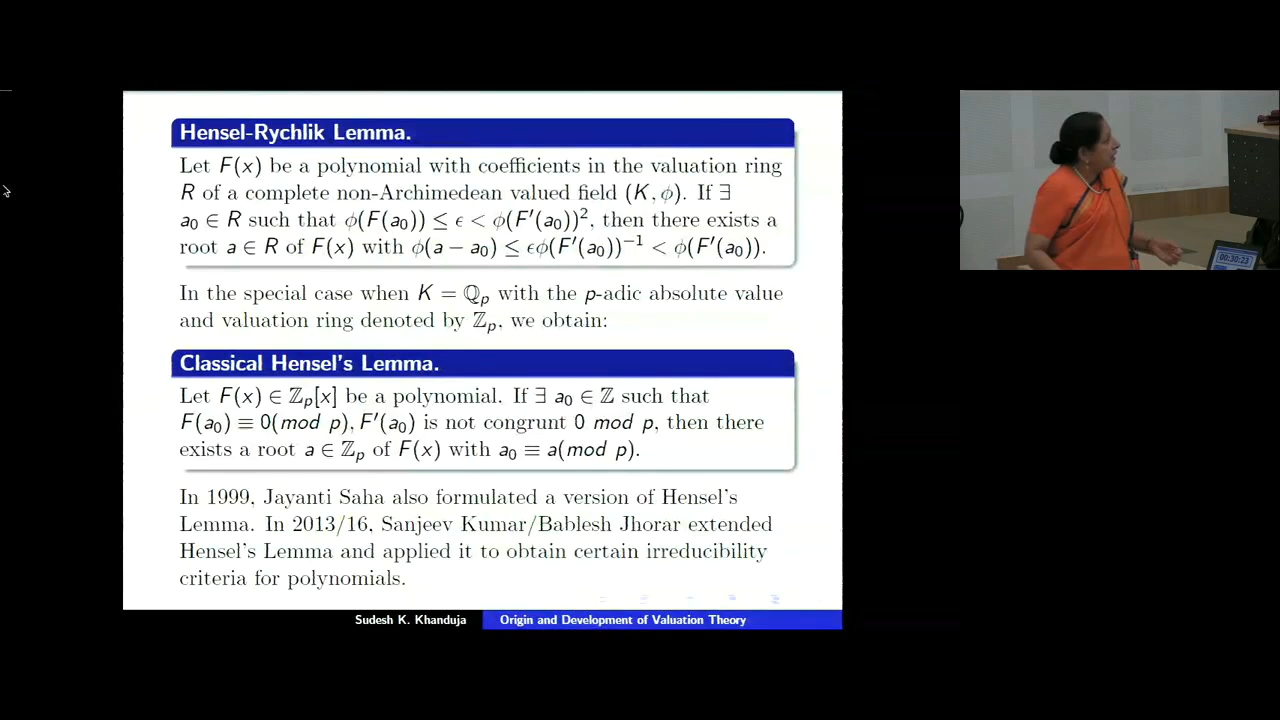 Hensel-Rychlik Lemma.
Let F(x) be a polynomial with coefficients in the valuation ring
R of a complete non-Archimedean valued field (K, ϕ). If ∃
a₀ ∈ R such that ϕ(F(a₀)) ≤ ϵ < ϕ(F′(a₀))², then there exists a
root a ∈ R of F(x) with ϕ(a − a₀) ≤ ϵϕ(F′(a₀))⁻¹ < ϕ(F′(a₀)).
In the special case when K = ℚₚ with the p-adic absolute value
and valuation ring denoted by ℤₚ, we obtain:
Classical Hensel's Lemma.
Let F(x) ∈ ℤₚ[x] be a polynomial. If ∃ a₀ ∈ ℤ such that
F(a₀) ≡ 0(mod p), F′(a₀) is not congrunt 0 mod p, then there
exists a root a ∈ ℤₚ of F(x) with a₀ ≡ a(mod p).
In 1999, Jayanti Saha also formulated a version of Hensel's
Lemma. In 2013/16, Sanjeev Kumar/Bablesh Jhorar extended
Hensel's Lemma and applied it to obtain certain irreducibility
criteria for polynomials.
Sudesh K. Khanduja Origin and Development of Valuation Theory
00:30:23